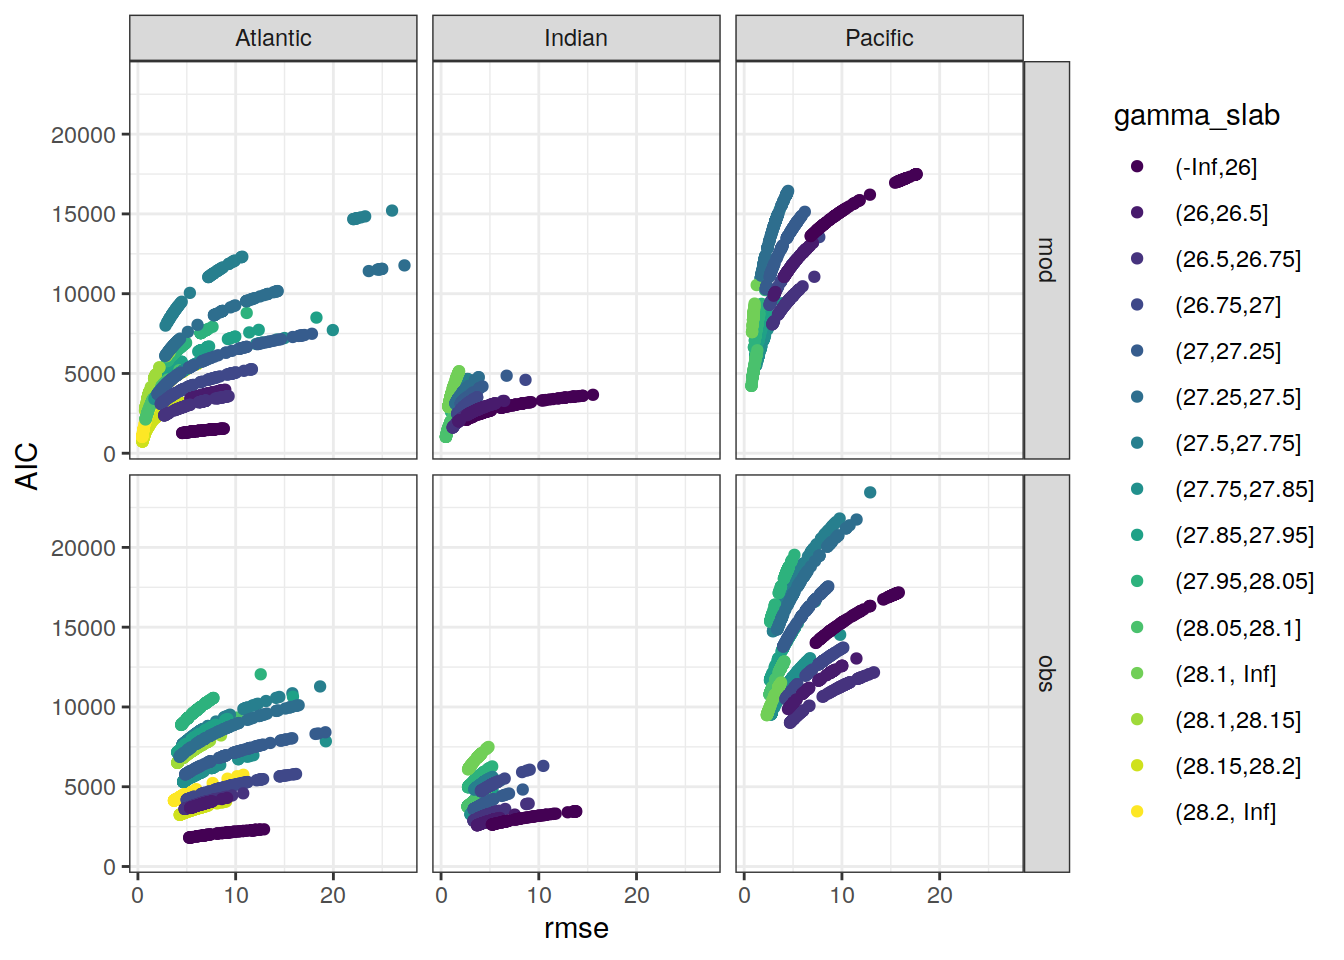 Atlantic
Indian
Pacific
mod
obs
20000
15000
10000
5000
0
20000
15000
10000
5000
0
AIC
0 10 20
0 10 20
0 10 20
rmse
gamma_slab
(-Inf,26]
(26,26.5]
(26.5,26.75]
(26.75,27]
(27,27.25]
(27.25,27.5]
(27.5,27.75]
(27.75,27.85]
(27.85,27.95]
(27.95,28.05]
(28.05,28.1]
(28.1, Inf]
(28.1,28.15]
(28.15,28.2]
(28.2, Inf]